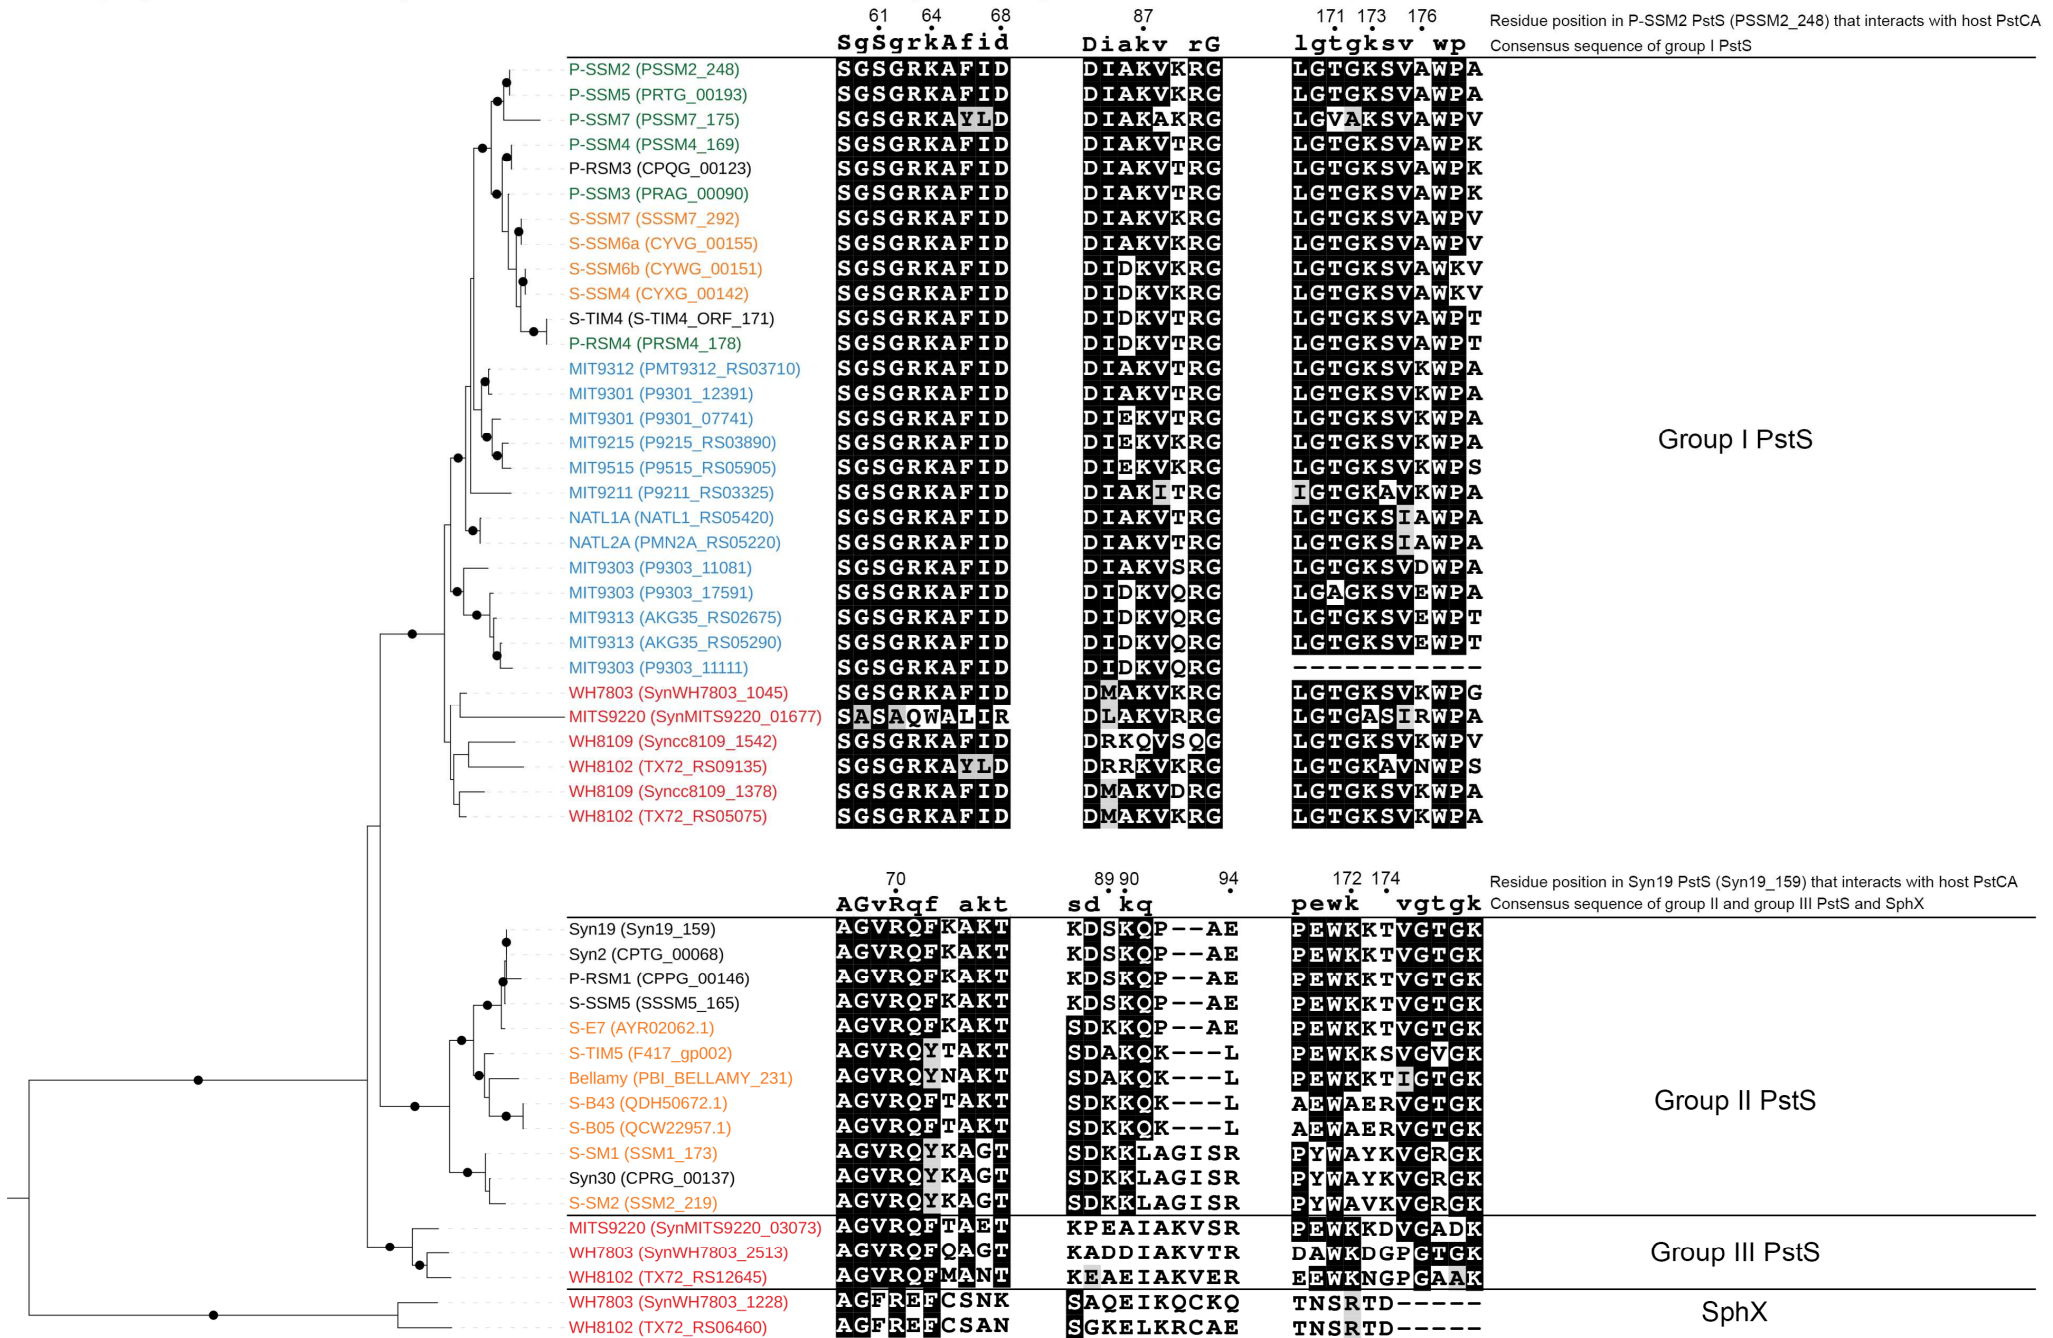 61 64 68 87 171 173 176 Residue position in P-SSM2 PstS (PSSM2_248) that interacts with host PstCA
SgSgrkAfid Diakv rG lgtgksv wp Consensus sequence of group I PstS
P-SSM2 (PSSM2_248) SGSGRKAFID DIAKVKRG LGTGKSVAWPA
P-SSM5 (PRTG_00193) SGSGRKAFID DIAKVKRG LGTGKSVAWPA
P-SSM7 (PSSM7_175) SGSGRKAYLD DIAKAKRG LGVAKSVAWPV
P-SSM4 (PSSM4_169) SGSGRKAFID DIAKVTRG LGTGKSVAWPK
P-RSM3 (CPQG_00123) SGSGRKAFID DIAKVTRG LGTGKSVAWPK
P-SSM3 (PRAG_00090) SGSGRKAFID DIAKVTRG LGTGKSVAWPK
S-SSM7 (SSSM7_292) SGSGRKAFID DIAKVKRG LGTGKSVAWPV
S-SSM6a (CYVG_00155) SGSGRKAFID DIAKVKRG LGTGKSVAWPV
S-SSM6b (CYWG_00151) SGSGRKAFID DIDKVKRG LGTGKSVAWKV
S-SSM4 (CYXG_00142) SGSGRKAFID DIDKVKRG LGTGKSVAWKV
S-TIM4 (S-TIM4_ORF_171) SGSGRKAFID DIDKVTRG LGTGKSVAWPT
P-RSM4 (PRSM4_178) SGSGRKAFID DIDKVTRG LGTGKSVAWPT
MIT9312 (PMT9312_RS03710) SGSGRKAFID DIAKVTRG LGTGKSVKWPA
MIT9301 (P9301_12391) SGSGRKAFID DIAKVTRG LGTGKSVKWPA
MIT9301 (P9301_07741) SGSGRKAFID DIEKVTRG LGTGKSVKWPA
MIT9215 (P9215_RS03890) SGSGRKAFID DIEKVKRG LGTGKSVKWPA
Group I PstS
MIT9515 (P9515_RS05905) SGSGRKAFID DIEKVKRG LGTGKSVKWPS
MIT9211 (P9211_RS03325) SGSGRKAFID DIAKITRG IGTGKAVKWPA
NATL1A (NATL1_RS05420) SGSGRKAFID DIAKVTRG LGTGKSIAWPA
NATL2A (PMN2A_RS05220) SGSGRKAFID DIAKVTRG LGTGKSIAWPA
MIT9303 (P9303_11081) SGSGRKAFID DIAKVSRG LGTGKSVDWPA
MIT9303 (P9303_17591) SGSGRKAFID DIDKVQRG LGAGKSVEWPA
MIT9313 (AKG35_RS02675) SGSGRKAFID DIDKVQRG LGTGKSVEWPT
MIT9313 (AKG35_RS05290) SGSGRKAFID DIDKVQRG LGTGKSVEWPT
MIT9303 (P9303_11111) SGSGRKAFID DIDKVQRG -----------
WH7803 (SynWH7803_1045) SGSGRKAFID DMAKVKRG LGTGKSVKWPG
MITS9220 (SynMITS9220_01677) SASAQWALIR DLAKVRRG LGTGASIRWPA
WH8109 (Syncc8109_1542) SGSGRKAFID DRKQVSQG LGTGKSVKWPV
WH8102 (TX72_RS09135) SGSGRKAYLD DRRKVKRG LGTGKAVNWPS
WH8109 (Syncc8109_1378) SGSGRKAFID DMAKVDRG LGTGKSVKWPA
WH8102 (TX72_RS05075) SGSGRKAFID DMAKVKRG LGTGKSVKWPA
70 89 90 94 172 174 Residue position in Syn19 PstS (Syn19_159) that interacts with host PstCA
AGvRqf akt sd kq pewk vgtgk Consensus sequence of group II and group III PstS and SphX
Syn19 (Syn19_159) AGVRQFKAKT KDSKQP--AE PEWKKTVGTGK
Syn2 (CPTG_00068) AGVRQFKAKT KDSKQP--AE PEWKKTVGTGK
P-RSM1 (CPPG_00146) AGVRQFKAKT KDSKQP--AE PEWKKTVGTGK
S-SSM5 (SSSM5_165) AGVRQFKAKT KDSKQP--AE PEWKKTVGTGK
S-E7 (AYR02062.1) AGVRQFKAKT SDKKQP--AE PEWKKTVGTGK
S-TIM5 (F417_gp002) AGVRQYTAKT SDAKQK---L PEWKKSVGVGK
Bellamy (PBI_BELLAMY_231) AGVRQYNAKT SDAKQK---L PEWKKTIGTGK
S-B43 (QDH50672.1) AGVRQFTAKT SDKKQK---L AEWAERVGTGK
Group II PstS
S-B05 (QCW22957.1) AGVRQFTAKT SDKKQK---L AEWAERVGTGK
S-SM1 (SSM1_173) AGVRQYKAGT SDKKLAGISR PYWAYKVGRGK
Syn30 (CPRG_00137) AGVRQYKAGT SDKKLAGISR PYWAYKVGRGK
S-SM2 (SSM2_219) AGVRQYKAGT SDKKLAGISR PYWAVKVGRGK
MITS9220 (SynMITS9220_03073) AGVRQFTAET KPEAIAKVSR PEWKKDVGADK
WH7803 (SynWH7803_2513) AGVRQFQAGT KADDIAKVTR DAWKDGPGTGK
Group III PstS
WH8102 (TX72_RS12645) AGVRQFMANT KEAEIAKVER EEWKNGPGAAK
WH7803 (SynWH7803_1228) AGFREFCSNK SAQEIKQCKQ TNSRTD-----
SphX
WH8102 (TX72_RS06460) AGFREFCSAN SGKELKRCAE TNSRTD-----